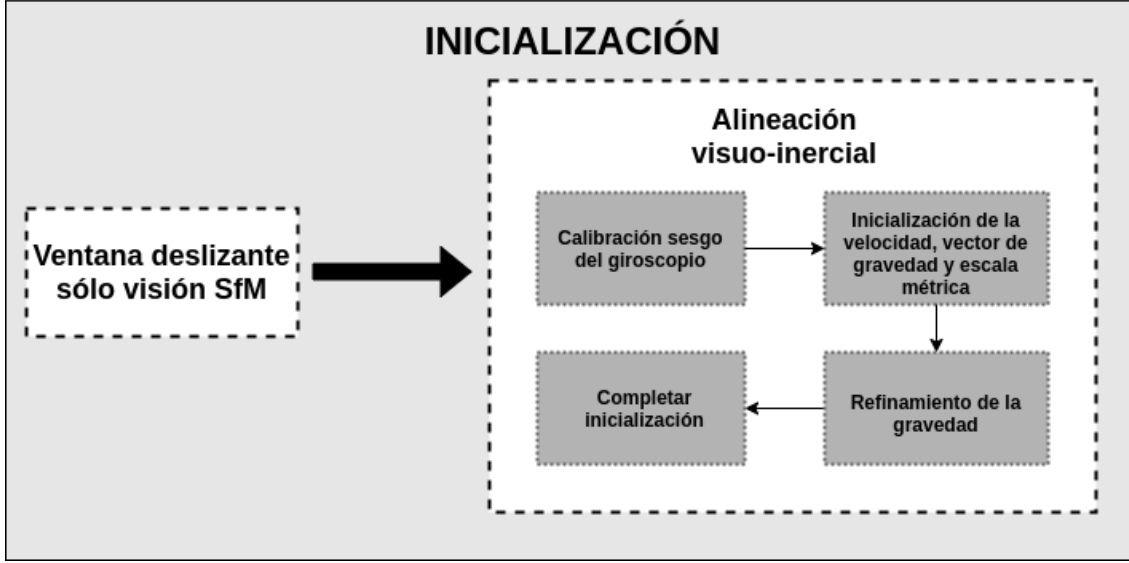 INICIALIZACIÓN
Ventana deslizante
sólo visión SfM
Alineación
visuo-inercial
Calibración sesgo
del giroscopio
Inicialización de la
velocidad, vector de
gravedad y escala
métrica
Refinamiento de la
gravedad
Completar
inicialización